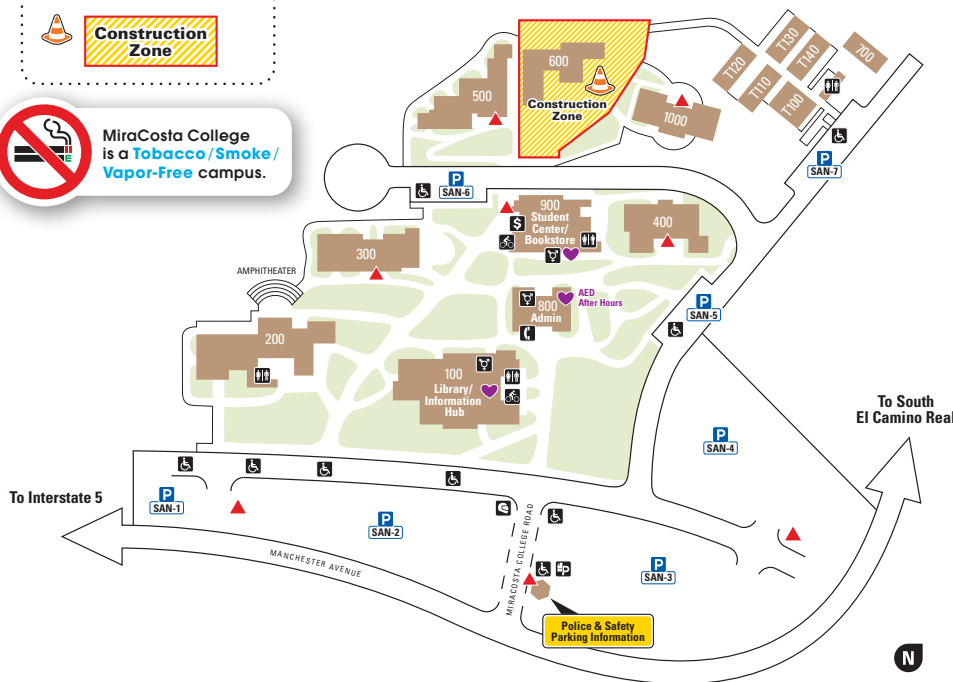 Construction
Zone
MiraCosta College
is a Tobacco/Smoke/
Vapor-Free campus.
500
600
Construction
Zone
1000
T120
T130
T110
T140
T100
700
P
SAN-7
P
SAN-6
900
Student
Center/
Bookstore
$
400
300
AMPHITHEATER
AED
After Hours
800
Admin
P
SAN-5
200
100
Library/
Information
Hub
To South
El Camino Real
P
SAN-4
To Interstate 5
P
SAN-1
P
SAN-2
MANCHESTER AVENUE
MIRACOSTA COLLEGE ROAD
P
SAN-3
Police & Safety
Parking Information
N